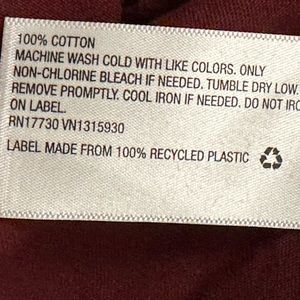 100% COTTON
MACHINE WASH COLD WITH LIKE COLORS. ONLY
NON-CHLORINE BLEACH IF NEEDED. TUMBLE DRY LOW.
REMOVE PROMPTLY. COOL IRON IF NEEDED. DO NOT IRO
ON LABEL.
RN17730 VN1315930
LABEL MADE FROM 100% RECYCLED PLASTIC